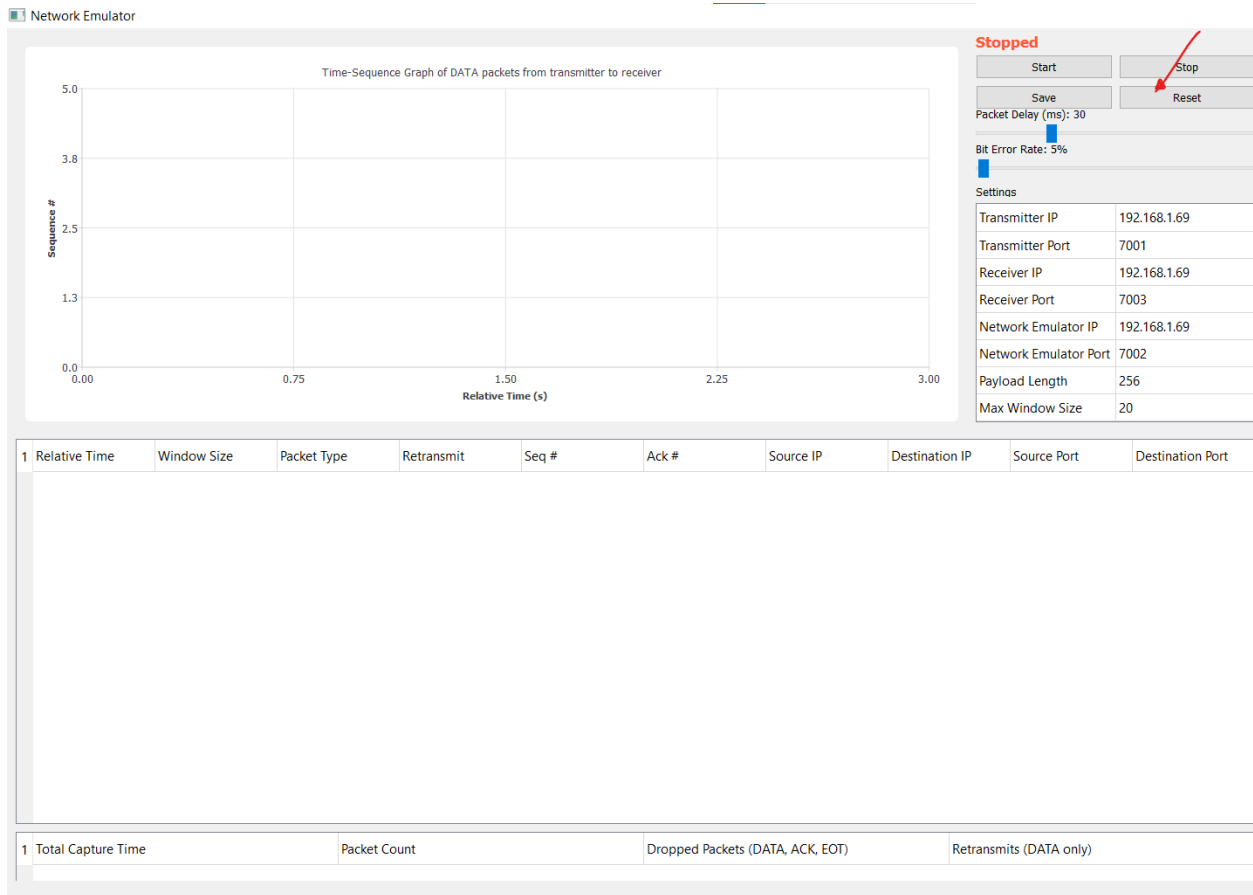 Network Emulator
Stopped
Time-Sequence Graph of DATA packets from transmitter to receiver
Start Stop
Save Reset
Packet Delay (ms): 30
Bit Error Rate: 5%
5.0
3.8
2.5
1.3
0.0
Sequence #
0.00 0.75 1.50 2.25 3.00
Relative Time (s)
Settings
Transmitter IP 192.168.1.69
Transmitter Port 7001
Receiver IP 192.168.1.69
Receiver Port 7003
Network Emulator IP 192.168.1.69
Network Emulator Port 7002
Payload Length 256
Max Window Size 20
1 Relative Time Window Size Packet Type Retransmit Seq # Ack # Source IP Destination IP Source Port Destination Port
1 Total Capture Time Packet Count Dropped Packets (DATA, ACK, EOT) Retransmits (DATA only)